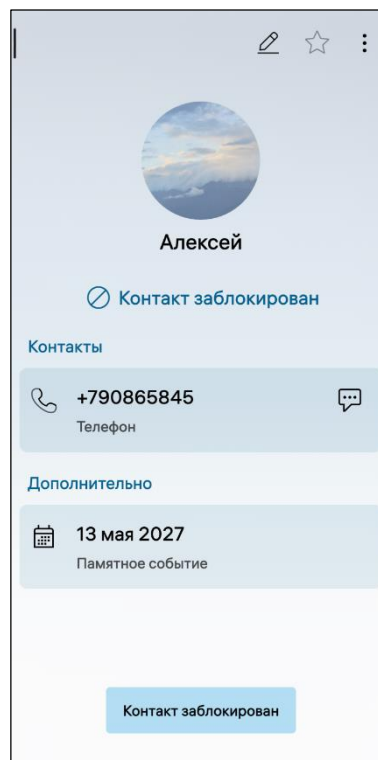 Алексей
Контакт заблокирован
Контакты
+790865845
Телефон
Дополнительно
13 мая 2027
Памятное событие
Контакт заблокирован